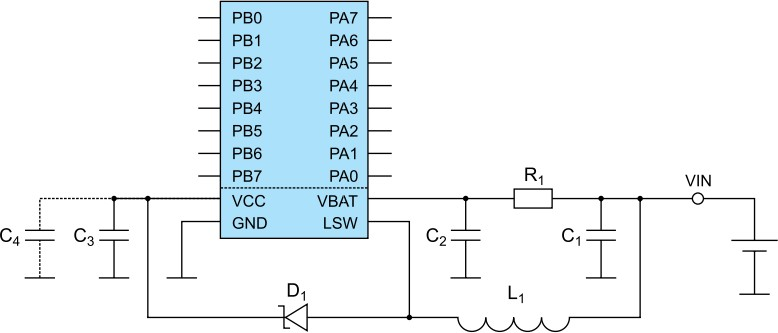 PB0 PA7
PB1 PA6
PB2 PA5
PB3 PA4
PB4 PA3
PB5 PA2
PB6 PA1
PB7 PA0
R1
VIN
VCC VBAT
GND LSW
C4 C3 C2 C1
D1
L1